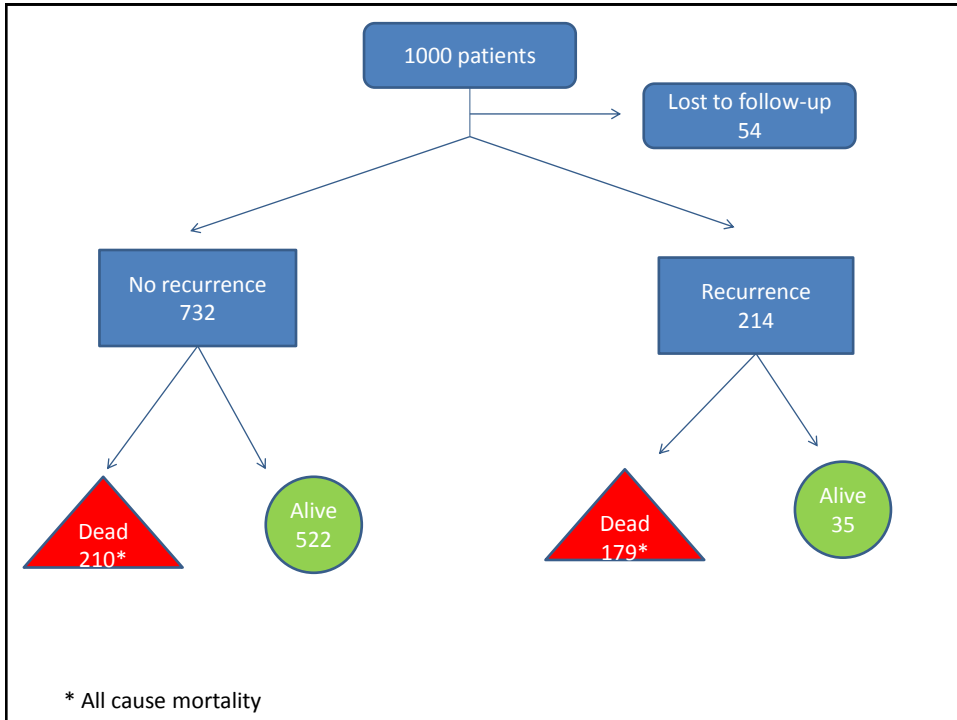 1000 patients
Lost to follow-up
54
No recurrence
732
Recurrence
214
Dead
210*
Alive
522
Dead
179*
Alive
35
* All cause mortality